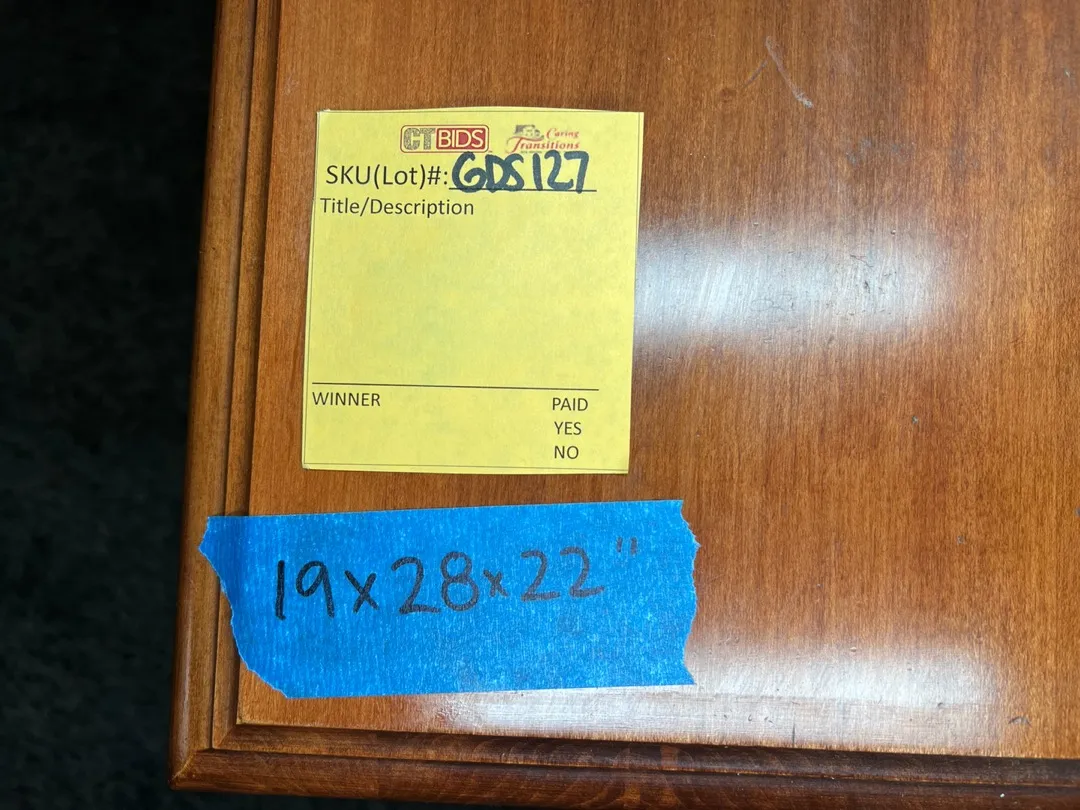 CTBIDS Caring Transitions
SKU(Lot)#: GDS127
Title/Description
WINNER PAID
YES
NO
19x28x22"